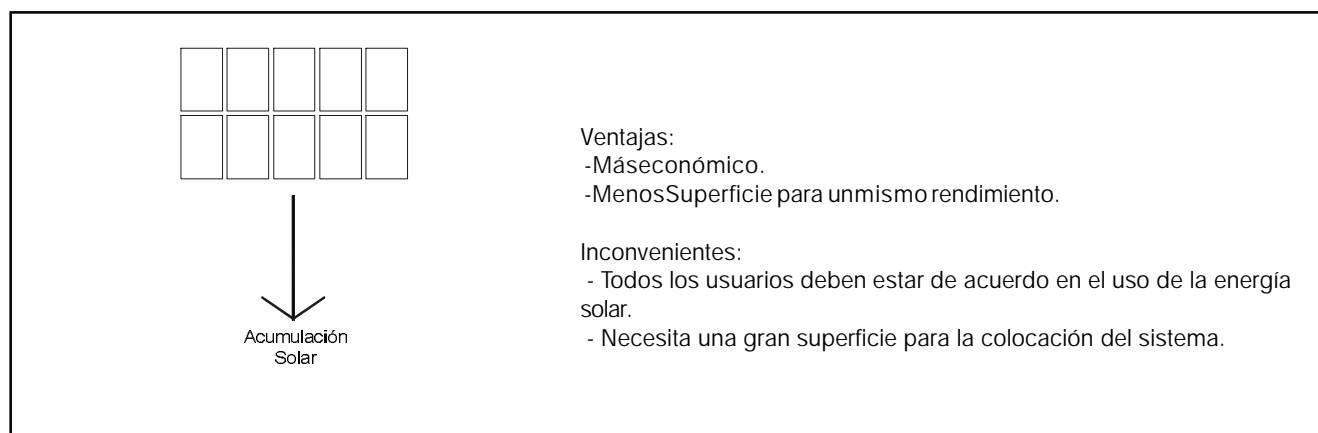 Acumulación
Solar
Ventajas:
-Máseconómico.
-MenosSuperficie para unmismo rendimiento.
Inconvenientes:
- Todos los usuarios deben estar de acuerdo en el uso de la energía
solar.
- Necesita una gran superficie para la colocación del sistema.